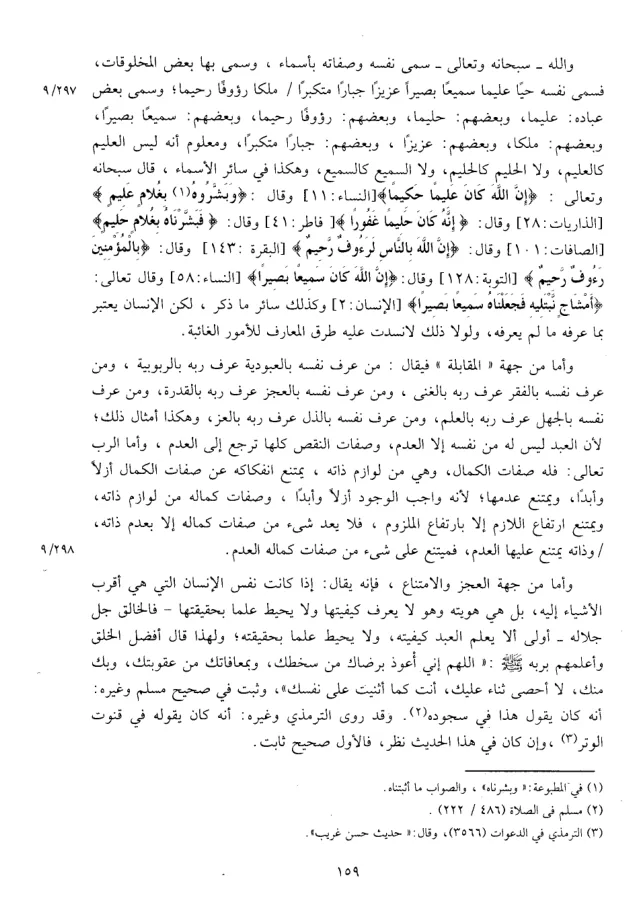 والله ـ سبحانه وتعالى ـ سمى نفسه وصفاته بأسماء ، وسمى بها بعض المخلوقات،
فسمى نفسه حيّا عليما سميعًا بصيراً عزيزًا جبارًا متكبرًا / ملكا رؤوفًا رحيما؛ وسمى بعض ٩/٢٩٧
عباده: عليما، وبعضهم: حليما، وبعضهم: رؤوفًا رحيما، وبعضهم: سميعًا بصيراً،
وبعضهم: ملكا، وبعضهم: عزيزًا ، وبعضهم: جبارًا متكبرًا، ومعلوم أنه ليس العليم
كالعليم، ولا الحليم كالحليم، ولا السميع كالسميع، وهكذا في سائر الأسماء ، قال سبحانه
وتعالى : ﴿إِنَّ اللَّهَ كَانَ عَلِيمًا حَكِيمًا﴾[النساء:١١] وقال :﴿وَبَشَّرُوهُ(١) بِغُلامٍ عَلِيمٍ ﴾
[الذاريات:٢٨] وقال: ﴿ إِنَّهُ كَانَ حَلِيمًا غَفُورًا ﴾[ فاطر:٤١] وقال: ﴿ فَبَشَّرْنَاهُ بِغُلامٍ حَلِيمٍ﴾
[الصافات:١٠١] وقال: ﴿إِنَّ اللَّهَ بِالنَّاسِ لَرَءُوفٌ رَّحِيمٌ ﴾ [البقرة :١٤٣] وقال: ﴿بِالْمُؤْمِنِينَ
رَءُوفٌ رَّحِيمٌ ﴾ [التوبة:١٢٨] وقال:﴿إِنَّ اللَّهَ كَانَ سَمِيعًا بَصِيرًا﴾ [النساء:٥٨] وقال تعالى:
﴿أَمْشَاجٍ نَّبْتَلِيهِ فَجَعَلْنَاهُ سَمِيعًا بَصِيرًا﴾ [الإنسان:٢] وكذلك سائر ما ذكر ، لكن الإنسان يعتبر
بما عرفه ما لم يعرفه، ولولا ذلك لانسدت عليه طرق المعارف للأمور الغائبة.
وأما من جهة « المقابلة » فيقال : من عرف نفسه بالعبودية عرف ربه بالربوبية ، ومن
عرف نفسه بالفقر عرف ربه بالغنى ، ومن عرف نفسه بالعجز عرف ربه بالقدرة، ومن عرف
نفسه بالجهل عرف ربه بالعلم، ومن عرف نفسه بالذل عرف ربه بالعز، وهكذا أمثال ذلك؛
لأن العبد ليس له من نفسه إلا العدم، وصفات النقص كلها ترجع إلى العدم ، وأما الرب
تعالى: فله صفات الكمال، وهي من لوازم ذاته ، يمتنع انفكاكه عن صفات الكمال أزلاً
وأبدًا، ويمتنع عدمها؛ لأنه واجب الوجود أزلاً وأبدًا ، وصفات كماله من لوازم ذاته،
ويمتنع ارتفاع اللازم إلا بارتفاع الملزوم ، فلا يعد شىء من صفات كماله إلا بعدم ذاته،
/وذاته يمتنع عليها العدم، فميتنع على شىء من صفات كماله العدم. ٩/٢٩٨
وأما من جهة العجز والامتناع ، فإنه يقال: إذا كانت نفس الإنسان التي هي أقرب
الأشياء إليه، بل هي هويته وهو لا يعرف كيفيتها ولا يحيط علما بحقيقتها - فالخالق جل
جلاله - أولى ألا يعلم العبد كيفيته، ولا يحيط علما بحقيقته؛ ولهذا قال أفضل الخلق
وأعلمهم بربه ﷺ :« اللهم إني أعوذ برضاك من سخطك، وبمعافاتك من عقوبتك، وبك
منك، لا أحصى ثناء عليك، أنت كما أثنيت على نفسك»، وثبت في صحيح مسلم وغيره:
أنه كان يقول هذا في سجوده(٢). وقد روى الترمذي وغيره: أنه كان يقوله في قنوت
الوتر(٣) ،وإن كان في هذا الحديث نظر، فالأول صحيح ثابت.
(١) في المطبوعة:« وبشرناه» ، والصواب ما أثبتناه.
(٢) مسلم فى الصلاة (٤٨٦ / ٢٢٢) .
(٣) الترمذي في الدعوات (٣٥٦٦)، وقال:« حديث حسن غريب».
١٥٩